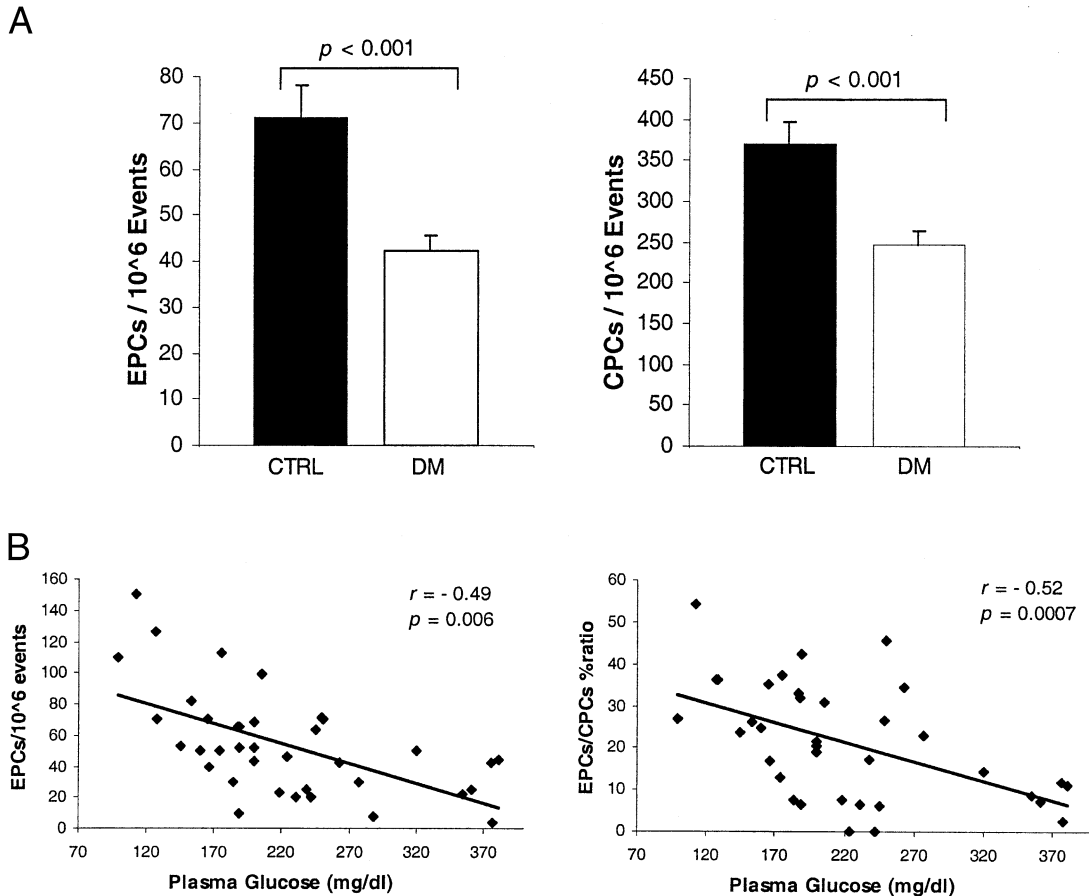 A
p < 0.001
80
70
60
50
40
30
20
10
0
EPCs / 10^6 Events
CTRL DM
p < 0.001
450
400
350
300
250
200
150
100
50
0
CPCs / 10^6 Events
CTRL DM
B
160
140
120
100
80
60
40
20
0
EPCs/10^6 events
r = - 0.49
p = 0.006
70 120 170 220 270 320 370
Plasma Glucose (mg/dl)
60
50
40
30
20
10
0
EPCs/CPCs %ratio
r = - 0.52
p = 0.0007
70 120 170 220 270 320 370
Plasma Glucose (mg/dl)